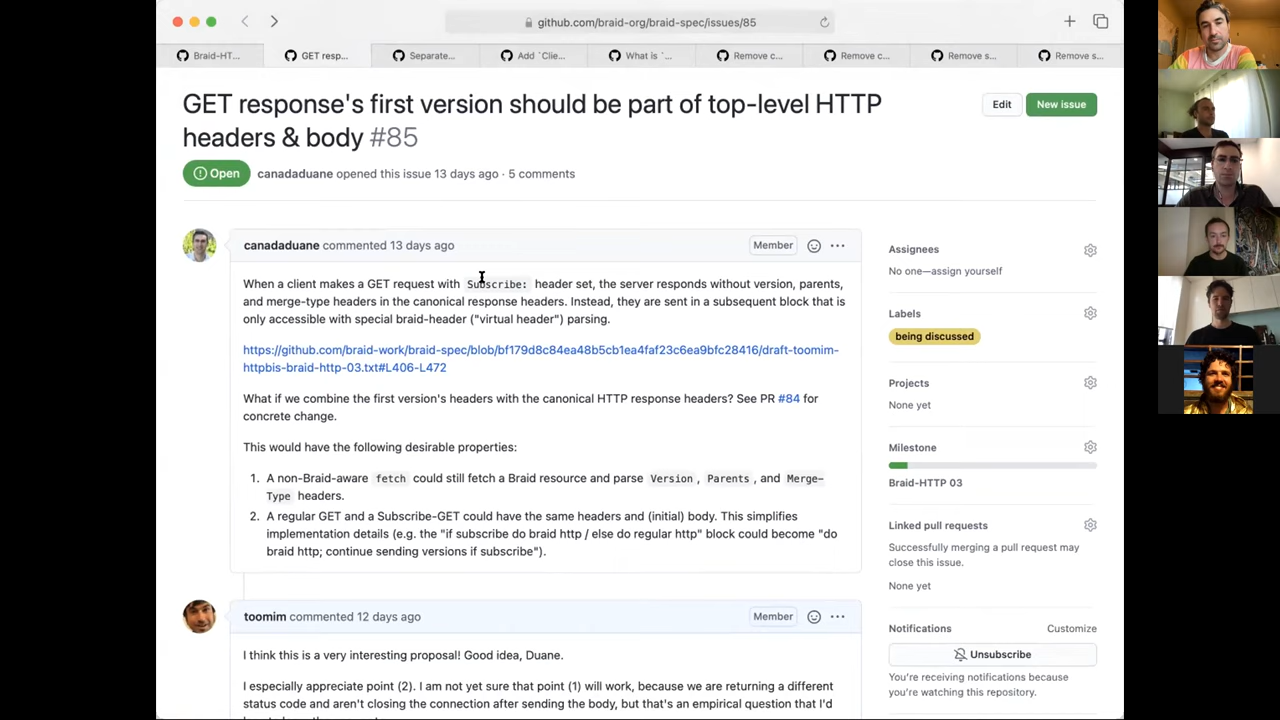 github.com/braid-org/braid-spec/issues/85
Braid-HT...
GET resp...
Separate...
Add `Clie...
What is `...
Remove c...
Remove c...
Remove s...
Remove s...
GET response's first version should be part of top-level HTTP
headers & body #85
Edit
New issue
Open
canadaduane opened this issue 13 days ago · 5 comments
canadaduane commented 13 days ago
Member
When a client makes a GET request with Subscribe: header set, the server responds without version, parents,
and merge-type headers in the canonical response headers. Instead, they are sent in a subsequent block that is
only accessible with special braid-header ("virtual header") parsing.
https://github.com/braid-work/braid-spec/blob/bf179d8c84ea48b5cb1ea4faf23c6ea9bfc28416/draft-toomim-
httpbis-braid-http-03.txt#L406-L472
What if we combine the first version's headers with the canonical HTTP response headers? See PR #84 for
concrete change.
This would have the following desirable properties:
1. A non-Braid-aware fetch could still fetch a Braid resource and parse Version, Parents, and Merge-
Type headers.
2. A regular GET and a Subscribe-GET could have the same headers and (initial) body. This simplifies
implementation details (e.g. the "if subscribe do braid http / else do regular http" block could become "do
braid http; continue sending versions if subscribe").
toomim commented 12 days ago
Member
I think this is a very interesting proposal! Good idea, Duane.
I especially appreciate point (2). I am not yet sure that point (1) will work, because we are returning a different
status code and aren't closing the connection after sending the body, but that's an empirical question that I'd
Assignees
No one—assign yourself
Labels
being discussed
Projects
None yet
Milestone
Braid-HTTP 03
Linked pull requests
Successfully merging a pull request may
close this issue.
None yet
Notifications
Customize
Unsubscribe
You're receiving notifications because
you're watching this repository.